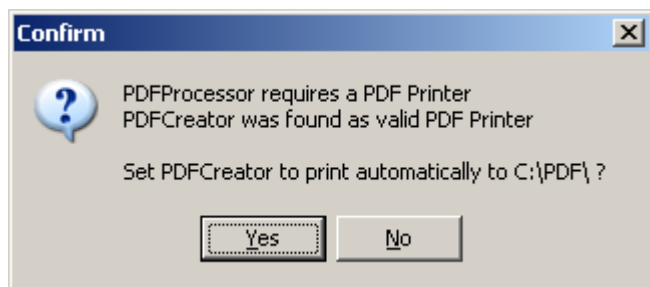 Confirm
PDFProcessor requires a PDF Printer
PDFCreator was found as valid PDF Printer
Set PDFCreator to print automatically to C:\PDF\ ?
Yes
No